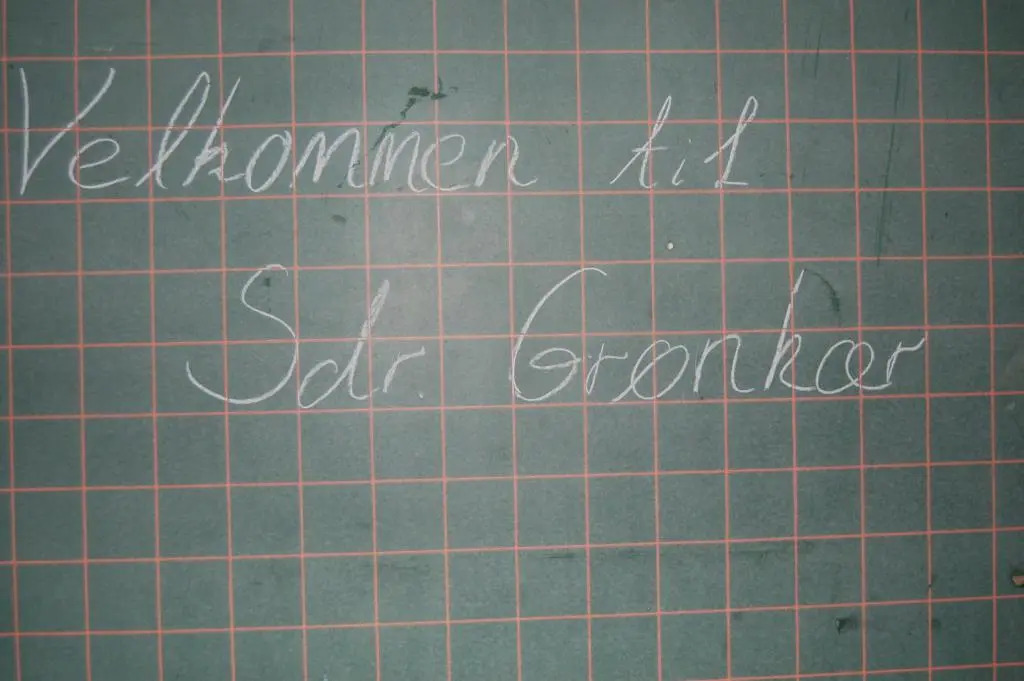 Velkommen til
Sdr. Grønkær